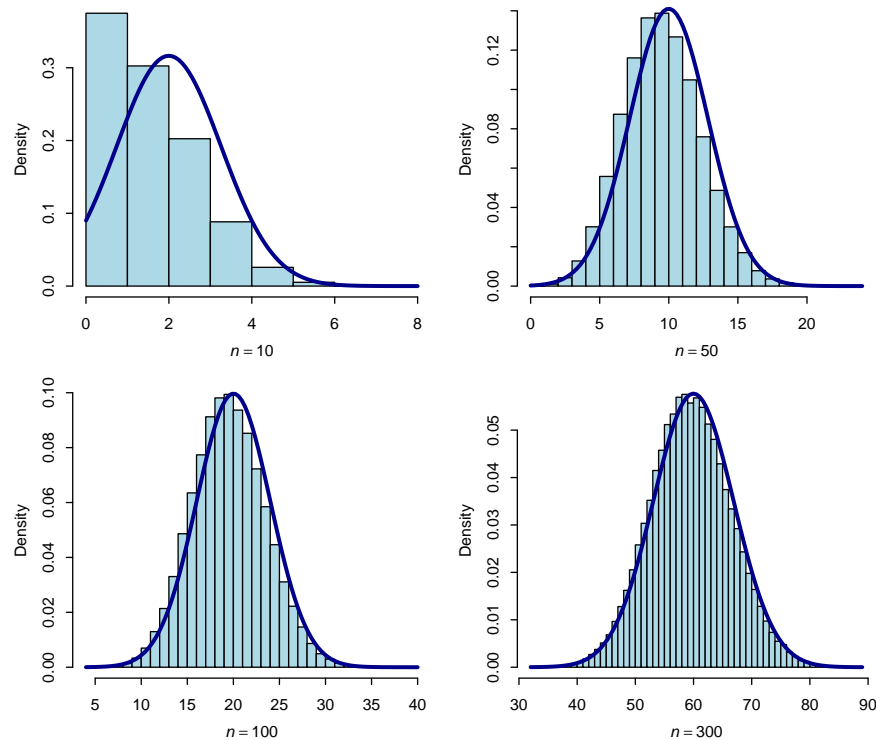 Density
0.0 0.1 0.2 0.3
0 2 4 6 8
n = 10
Density
0.00 0.04 0.08 0.12
0 5 10 15 20
n = 50
Density
0.00 0.02 0.04 0.06 0.08 0.10
5 10 15 20 25 30 35 40
n = 100
Density
0.00 0.01 0.02 0.03 0.04 0.05
30 40 50 60 70 80 90
n = 300